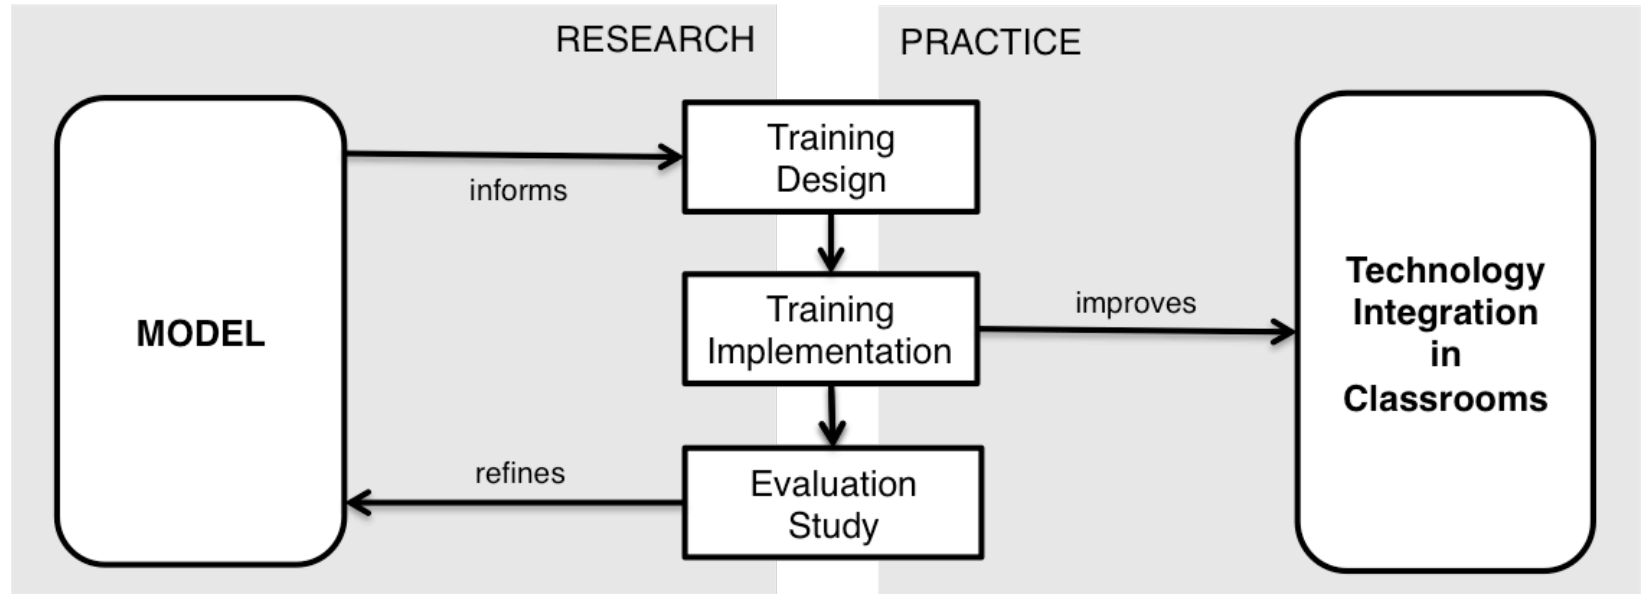 RESEARCH
PRACTICE
MODEL
informs
refines
Training
Design
Training
Implementation
Evaluation
Study
improves
Technology
Integration
in
Classrooms